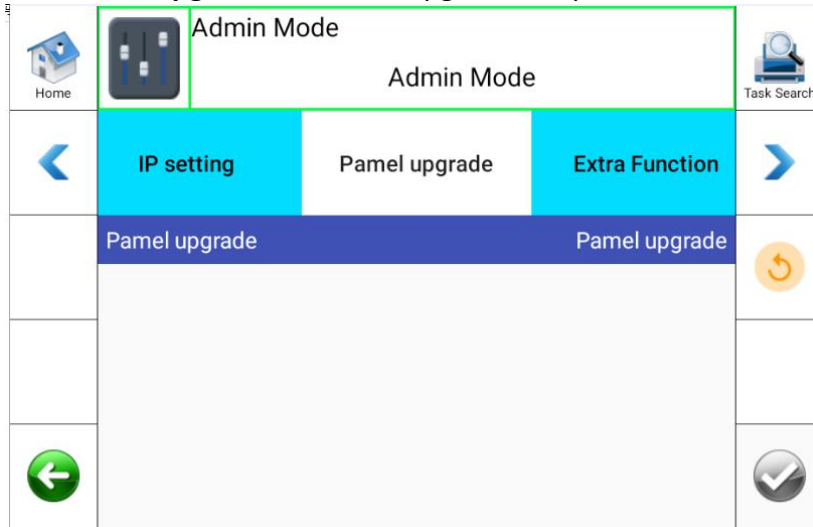 Admin Mode
Admin Mode
Home
Task Search
IP setting
Pamel upgrade
Extra Function
Pamel upgrade
Pamel upgrade